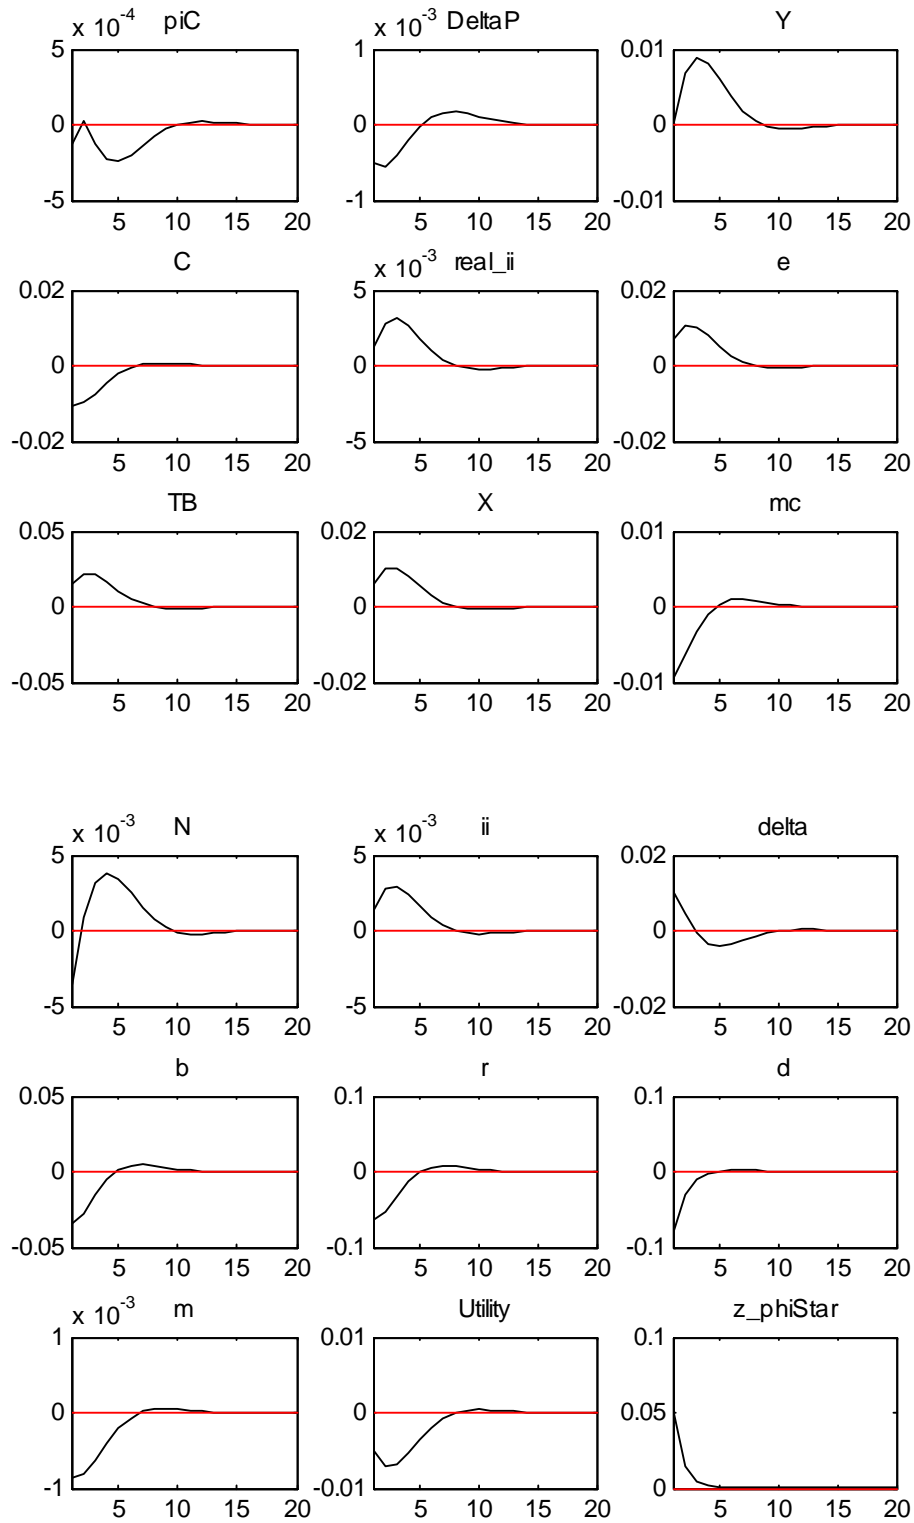 x 10-4 piC x 10-3 DeltaP Y
5 1 0.01
0 0 0
-5 -1 -0.01
5 10 15 20 5 10 15 20 5 10 15 20
C x 10-3 real_ii e
0.02 5 0.02
0 0 0
-0.02 -5 -0.02
5 10 15 20 5 10 15 20 5 10 15 20
TB X mc
0.05 0.02 0.01
0 0 0
-0.05 -0.02 -0.01
5 10 15 20 5 10 15 20 5 10 15 20
x 10-3 N x 10-3 ii delta
5 5 0.02
0 0 0
-5 -5 -0.02
5 10 15 20 5 10 15 20 5 10 15 20
b r d
0.05 0.1 0.1
0 0 0
-0.05 -0.1 -0.1
5 10 15 20 5 10 15 20 5 10 15 20
x 10-3 m Utility z_phiStar
1 0.01 0.1
0 0 0.05
-1 -0.01 0
5 10 15 20 5 10 15 20 5 10 15 20